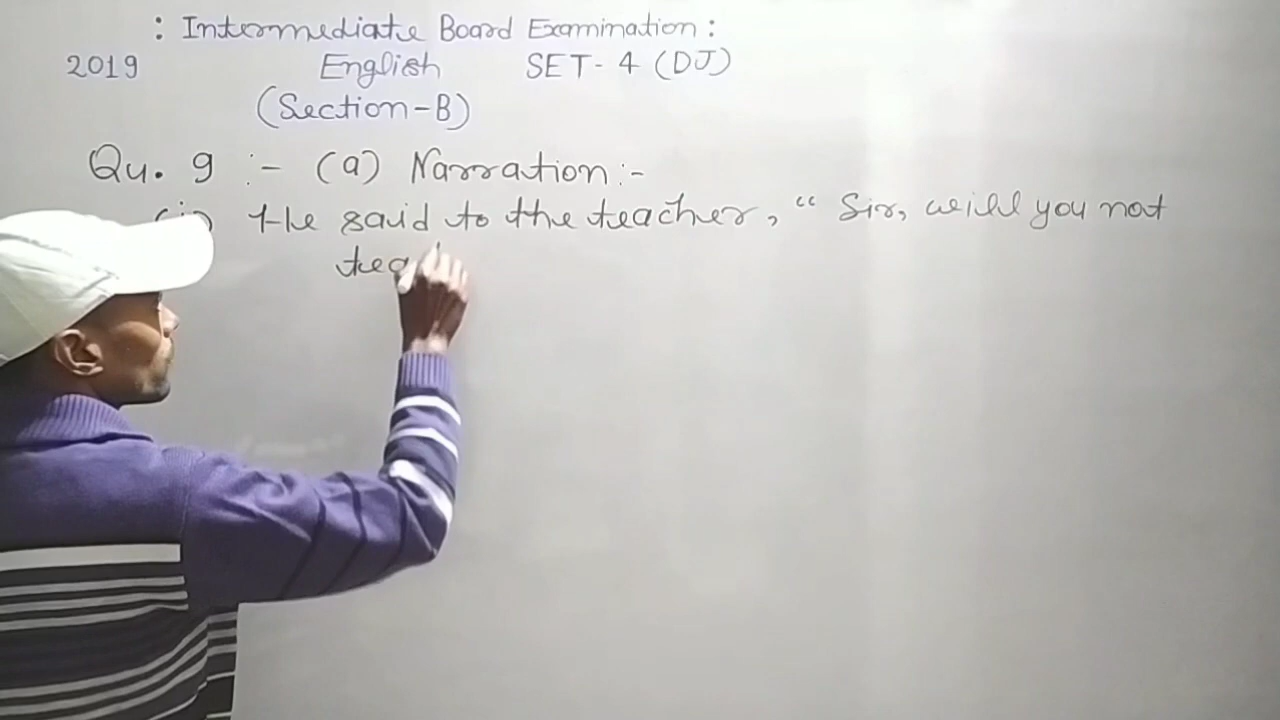 : Intermediate Board Examination :
2019 English SET- 4 (DJ)
(Section-B)
Qu. 9 :- (a) Narration :-
(i) He said to the teacher, “ Sir, will you not